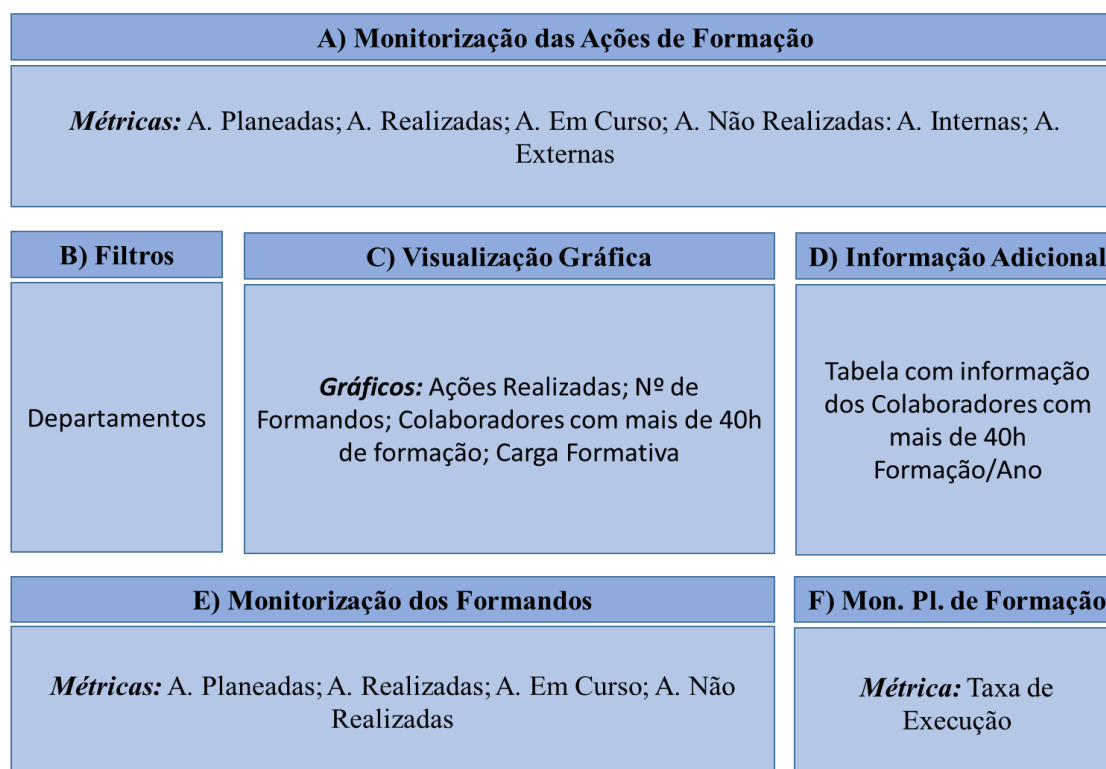 A) Monitorização das Ações de Formação
Métricas: A. Planeadas; A. Realizadas; A. Em Curso; A. Não Realizadas: A. Internas; A.
Externas
B) Filtros
Departamentos
C) Visualização Gráfica
Gráficos: Ações Realizadas; Nº de
Formandos; Colaboradores com mais de 40h
de formação; Carga Formativa
D) Informação Adicional
Tabela com informação
dos Colaboradores com
mais de 40h
Formação/Ano
E) Monitorização dos Formandos
Métricas: A. Planeadas; A. Realizadas; A. Em Curso; A. Não
Realizadas
F) Mon. Pl. de Formação
Métrica: Taxa de
Execução